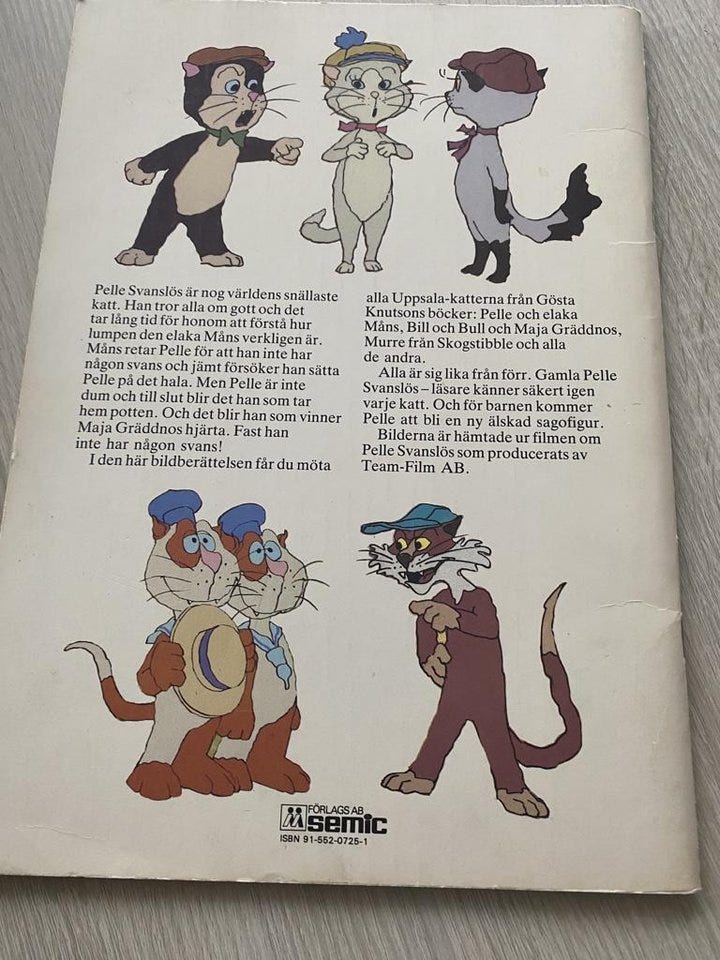 Pelle Svanslös är nog världens snällaste
katt. Han tror alla om gott och det
tar lång tid för honom att förstå hur
lumpen den elaka Måns verkligen är.
Måns retar Pelle för att han inte har
någon svans och jämt försöker han sätta
Pelle på det hala. Men Pelle är inte
dum och till slut blir det han som tar
hem potten. Och det blir han som vinner
Maja Gräddnos hjärta. Fast han
inte har någon svans!
I den här bildberättelsen får du möta
alla Uppsala-katterna från Gösta
Knutsons böcker: Pelle och elaka
Måns, Bill och Bull och Maja Gräddnos,
Murre från Skogstibble och alla
de andra.
Alla är sig lika från förr. Gamla Pelle
Svanslös – läsare känner säkert igen
varje katt. Och för barnen kommer
Pelle att bli en ny älskad sagofigur.
Bilderna är hämtade ur filmen om
Pelle Svanslös som producerats av
Team-Film AB.
FÖRLAGS AB
semic
ISBN 91-552-0725-1